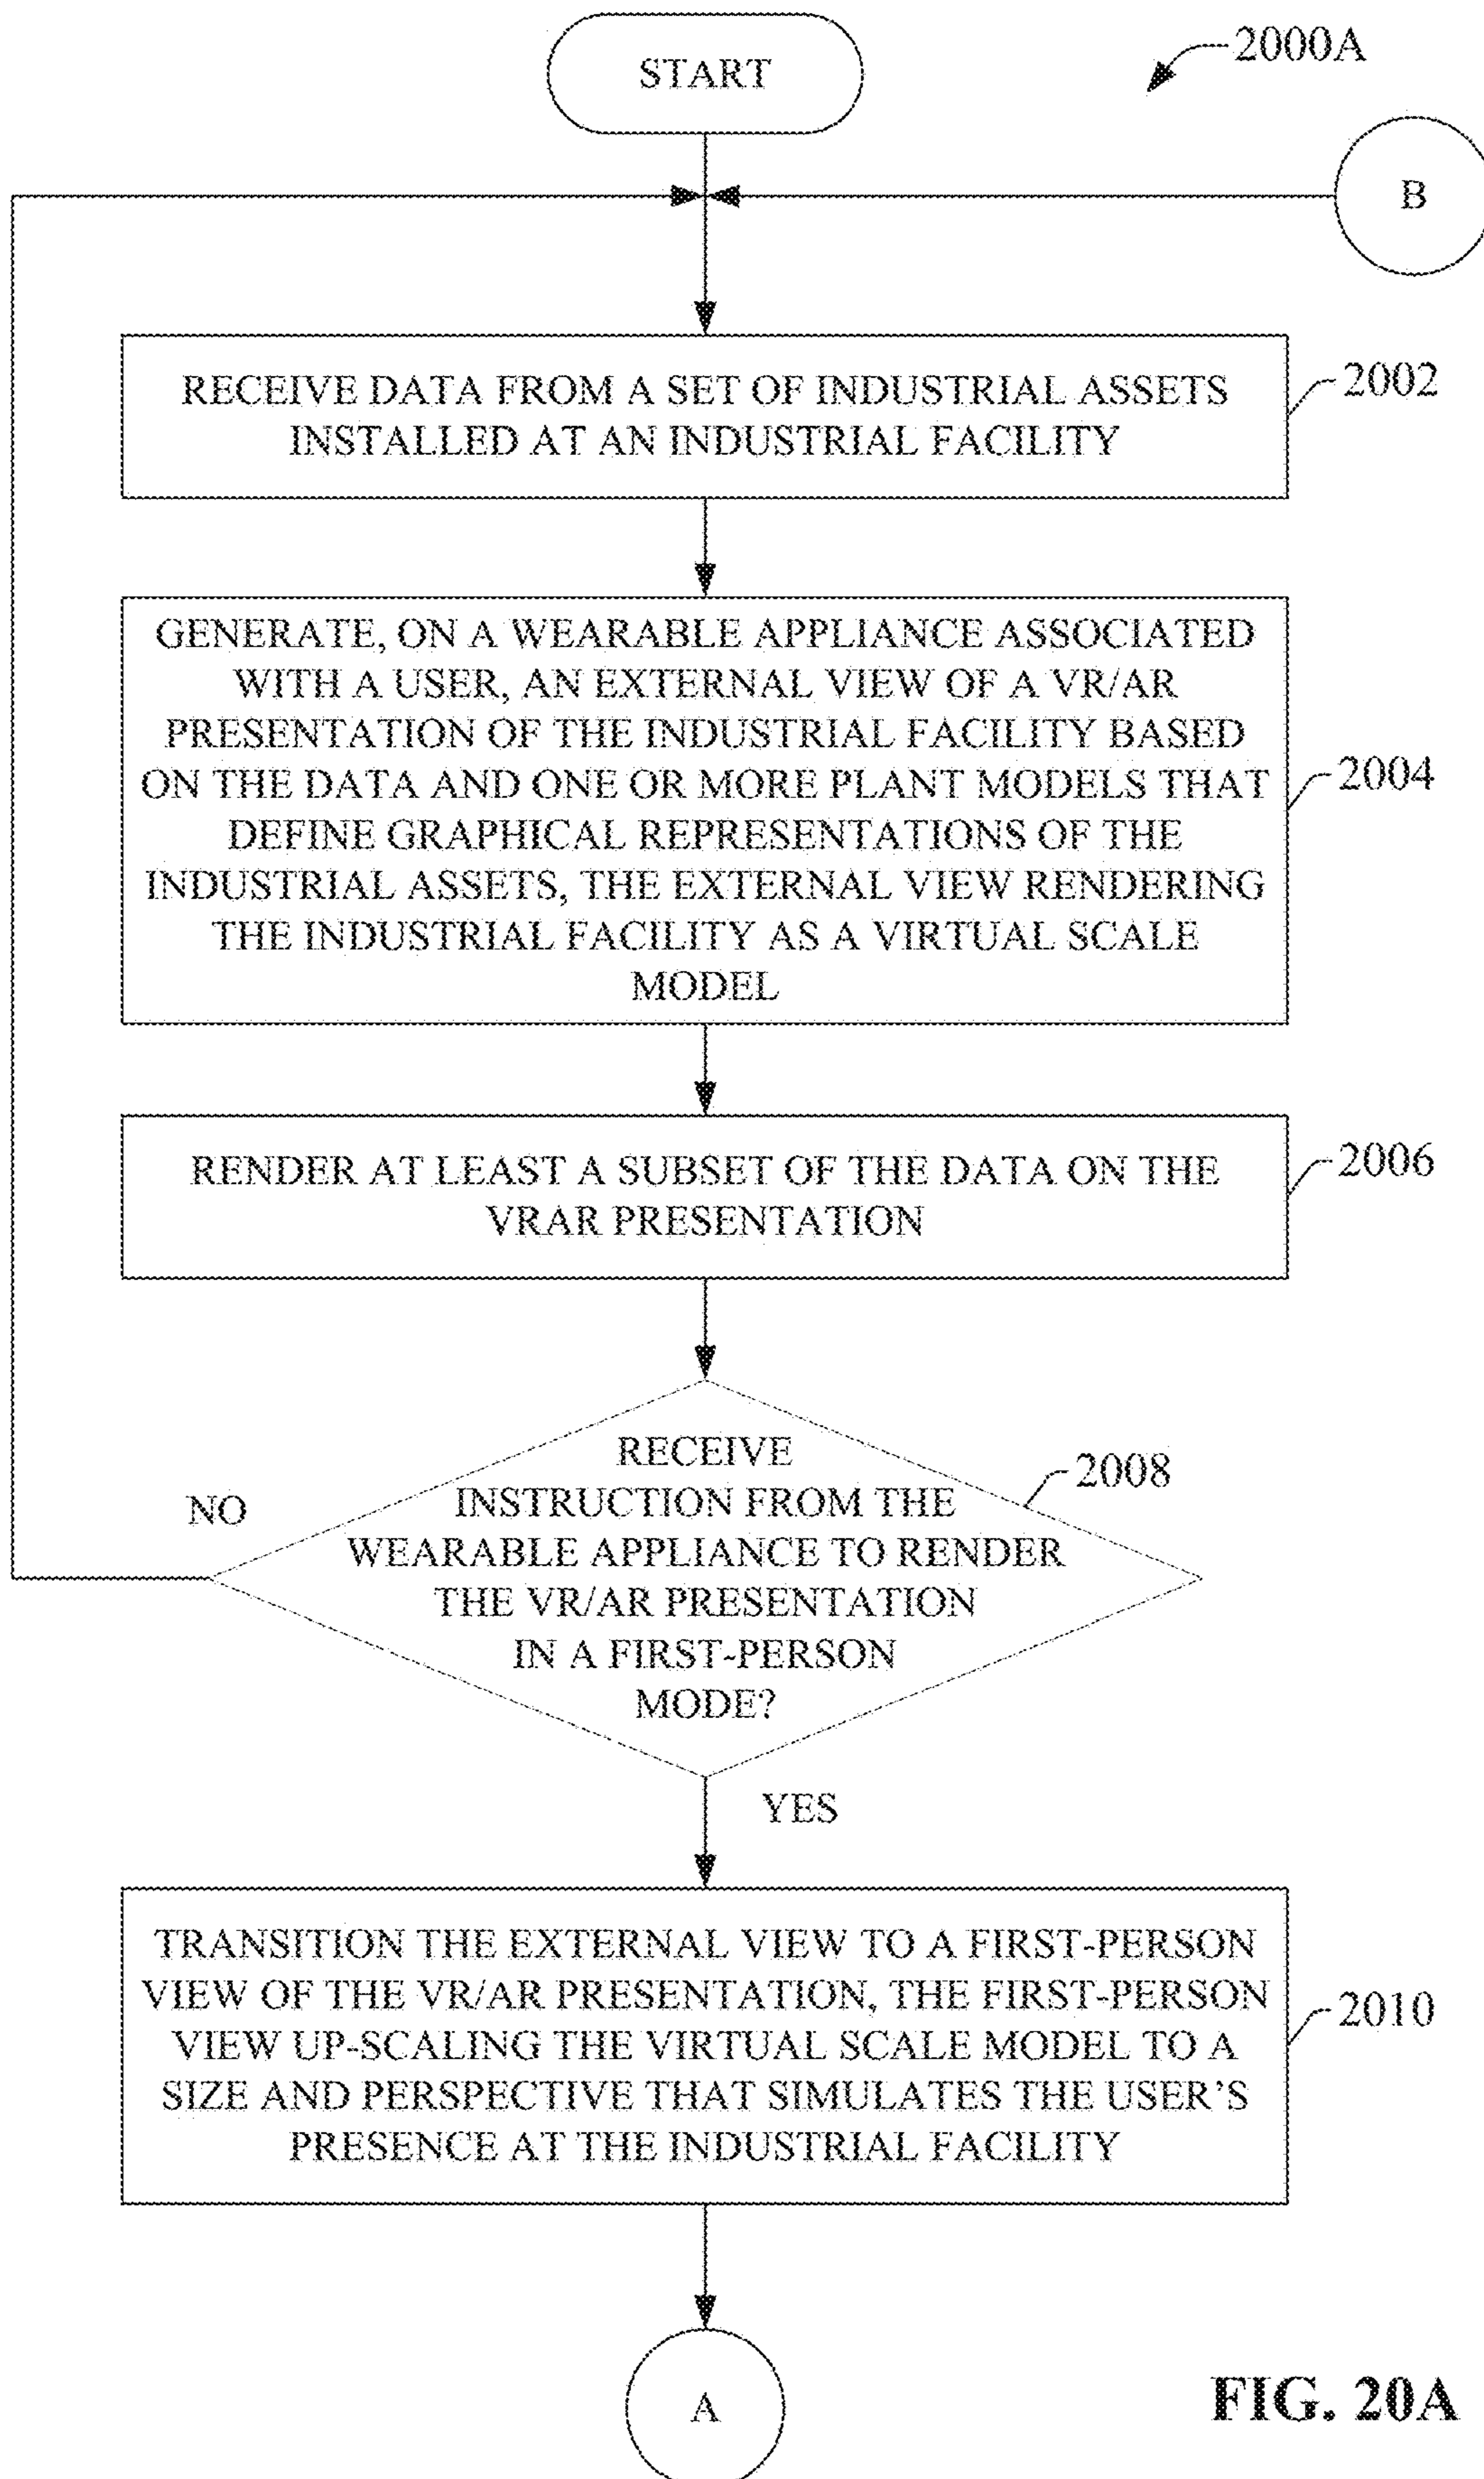 START
2000A
B
RECEIVE DATA FROM A SET OF INDUSTRIAL ASSETS
INSTALLED AT AN INDUSTRIAL FACILITY
2002
GENERATE, ON A WEARABLE APPLIANCE ASSOCIATED
WITH A USER, AN EXTERNAL VIEW OF A VR/AR
PRESENTATION OF THE INDUSTRIAL FACILITY BASED
ON THE DATA AND ONE OR MORE PLANT MODELS THAT
DEFINE GRAPHICAL REPRESENTATIONS OF THE
INDUSTRIAL ASSETS, THE EXTERNAL VIEW RENDERING
THE INDUSTRIAL FACILITY AS A VIRTUAL SCALE
MODEL
2004
RENDER AT LEAST A SUBSET OF THE DATA ON THE
VRAR PRESENTATION
2006
RECEIVE
INSTRUCTION FROM THE
WEARABLE APPLIANCE TO RENDER
THE VR/AR PRESENTATION
IN A FIRST-PERSON
MODE?
2008
NO
YES
TRANSITION THE EXTERNAL VIEW TO A FIRST-PERSON
VIEW OF THE VR/AR PRESENTATION, THE FIRST-PERSON
VIEW UP-SCALING THE VIRTUAL SCALE MODEL TO A
SIZE AND PERSPECTIVE THAT SIMULATES THE USER'S
PRESENCE AT THE INDUSTRIAL FACILITY
2010
A
FIG. 20A